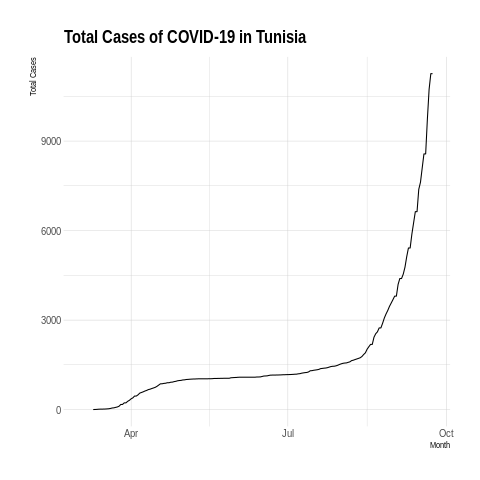 Total Cases of COVID-19 in Tunisia
Total Cases
9000
6000
3000
0
Apr
Jul
Oct
Month